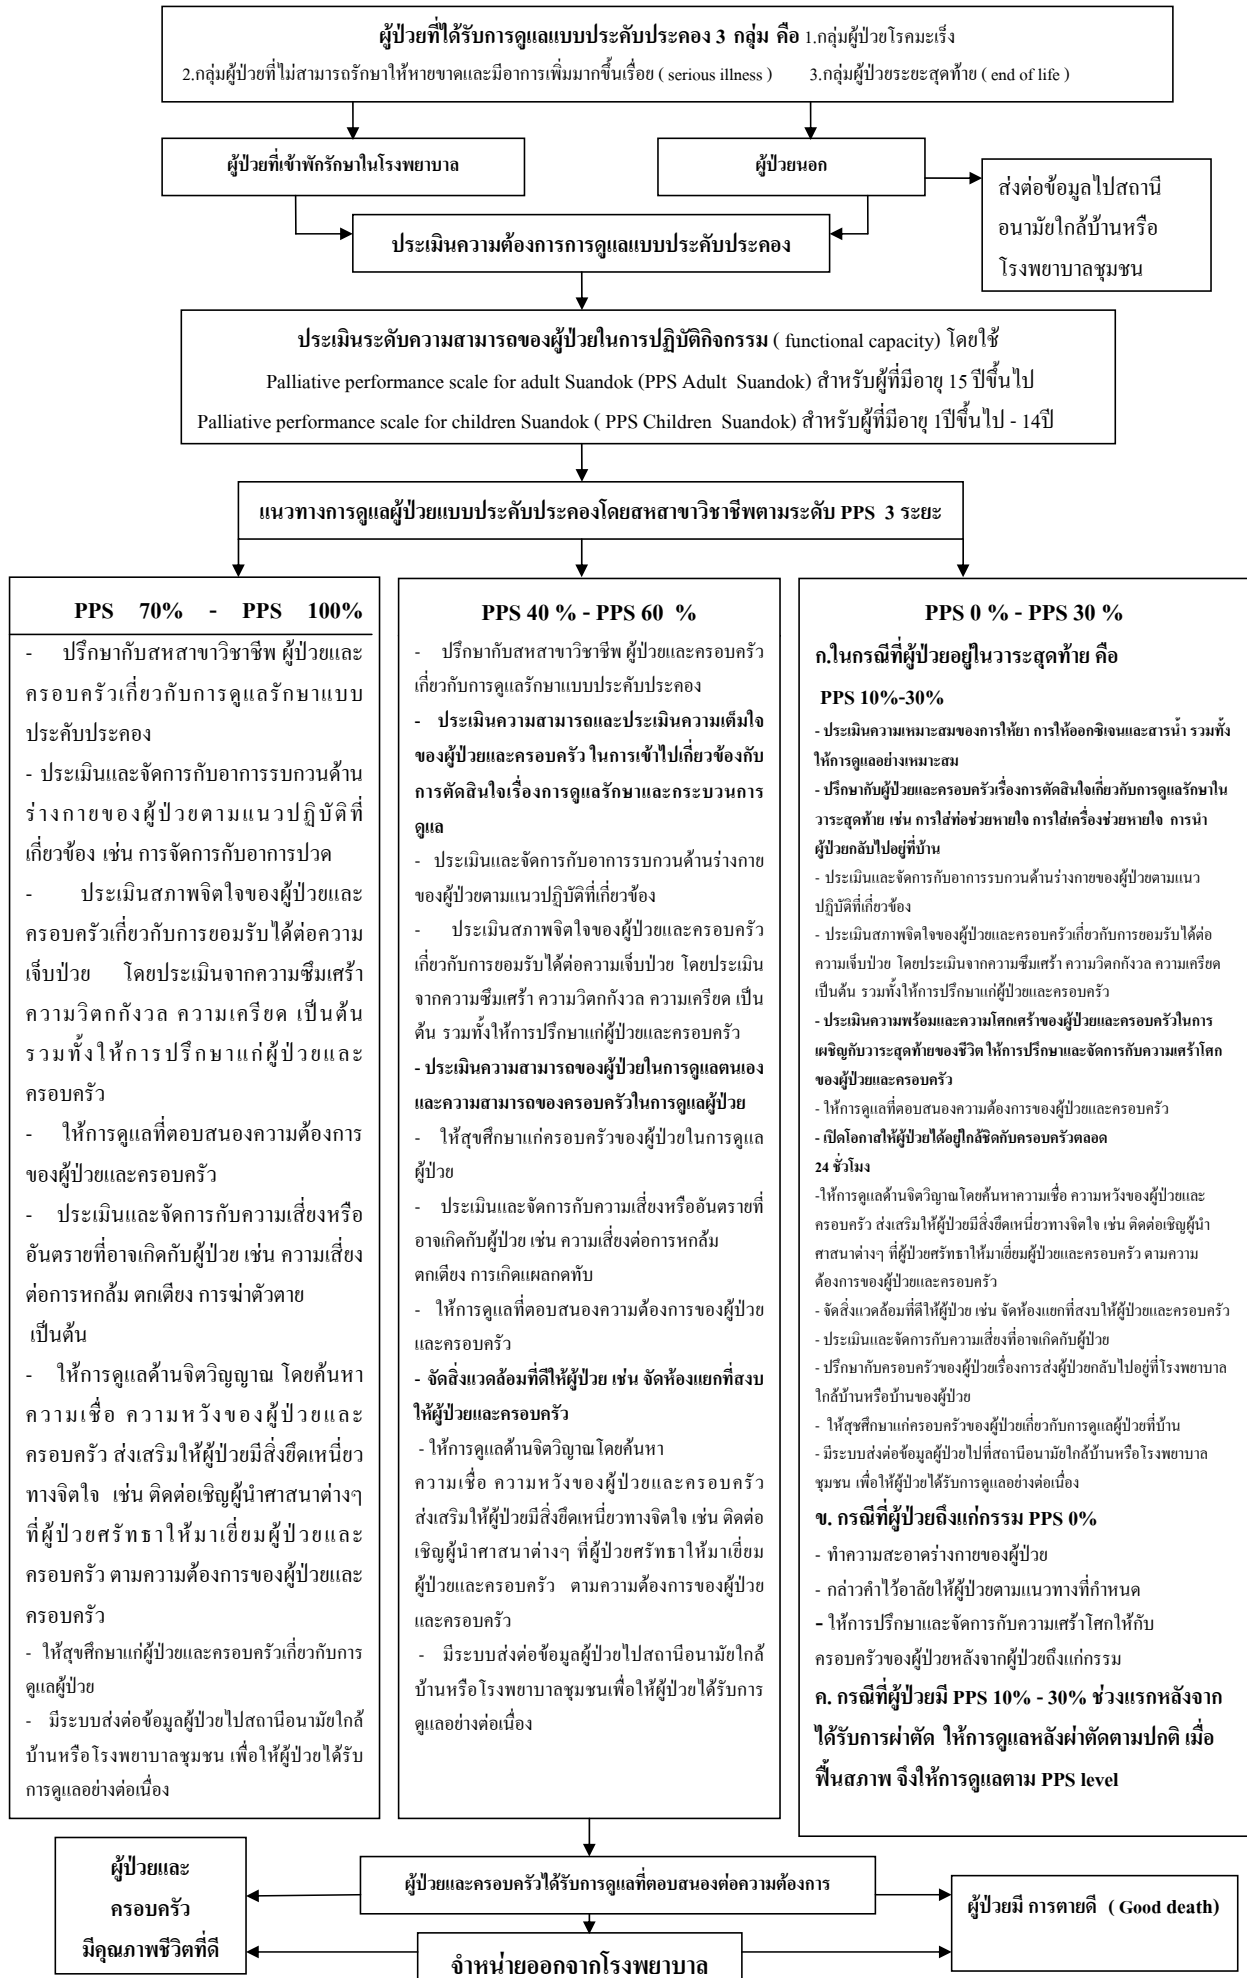 ผู้ป่วยที่ได้รับการดูแลแบบประคับประคอง 3 กลุ่ม คือ 1.กลุ่มผู้ป่วยโรคมะเร็ง
2.กลุ่มผู้ป่วยที่ไม่สามารถรักษาให้หายขาดและมีอาการเพิ่มมากขึ้นเรื่อย ( serious illness ) 3.กลุ่มผู้ป่วยระยะสุดท้าย ( end of life )
ผู้ป่วยที่เข้าพักรักษาในโรงพยาบาล
ผู้ป่วยนอก
ส่งต่อข้อมูลไปสถานี
อนามัยใกล้บ้านหรือ
โรงพยาบาลชุมชน
ประเมินความต้องการการดูแลแบบประคับประคอง
ประเมินระดับความสามารถของผู้ป่วยในการปฏิบัติกิจกรรม ( functional capacity) โดยใช้
Palliative performance scale for adult Suandok (PPS Adult Suandok) สำหรับผู้ที่มีอายุ 15 ปีขึ้นไป
Palliative performance scale for children Suandok ( PPS Children Suandok) สำหรับผู้ที่มีอายุ 1ปีขึ้นไป - 14ปี
แนวทางการดูแลผู้ป่วยแบบประคับประคองโดยสหสาขาวิชาชีพตามระดับ PPS 3 ระยะ
PPS 70% - PPS 100%
- ปรึกษากับสหสาขาวิชาชีพ ผู้ป่วยและ
ครอบครัวเกี่ยวกับการดูแลรักษาแบบ
ประคับประคอง
- ประเมินและจัดการกับอาการรบกวนด้าน
ร่างกายของผู้ป่วยตามแนวปฏิบัติที่
เกี่ยวข้อง เช่น การจัดการกับอาการปวด
- ประเมินสภาพจิตใจของผู้ป่วยและ
ครอบครัวเกี่ยวกับการยอมรับได้ต่อความ
เจ็บป่วย โดยประเมินจากความซึมเศร้า
ความวิตกกังวล ความเครียด เป็นต้น
รวมทั้งให้การปรึกษาแก่ผู้ป่วยและ
ครอบครัว
- ให้การดูแลที่ตอบสนองความต้องการ
ของผู้ป่วยและครอบครัว
- ประเมินและจัดการกับความเสี่ยงหรือ
อันตรายที่อาจเกิดกับผู้ป่วย เช่น ความเสี่ยง
ต่อการหกล้ม ตกเตียง การฆ่าตัวตาย
เป็นต้น
- ให้การดูแลด้านจิตวิญญาณ โดยค้นหา
ความเชื่อ ความหวังของผู้ป่วยและ
ครอบครัว ส่งเสริมให้ผู้ป่วยมีสิ่งยึดเหนี่ยว
ทางจิตใจ เช่น ติดต่อเชิญผู้นำศาสนาต่างๆ
ที่ผู้ป่วยศรัทธาให้มาเยี่ยมผู้ป่วยและ
ครอบครัว ตามความต้องการของผู้ป่วยและ
ครอบครัว
- ให้สุขศึกษาแก่ผู้ป่วยและครอบครัวเกี่ยวกับการ
ดูแลผู้ป่วย
- มีระบบส่งต่อข้อมูลผู้ป่วยไปสถานีอนามัยใกล้
บ้านหรือโรงพยาบาลชุมชน เพื่อให้ผู้ป่วยได้รับ
การดูแลอย่างต่อเนื่อง
PPS 40 % - PPS 60 %
- ปรึกษากับสหสาขาวิชาชีพ ผู้ป่วยและครอบครัว
เกี่ยวกับการดูแลรักษาแบบประคับประคอง
- ประเมินความสามารถและประเมินความเต็มใจ
ของผู้ป่วยและครอบครัว ในการเข้าไปเกี่ยวข้องกับ
การตัดสินใจเรื่องการดูแลรักษาและกระบวนการ
ดูแล
- ประเมินและจัดการกับอาการรบกวนด้านร่างกาย
ของผู้ป่วยตามแนวปฏิบัติที่เกี่ยวข้อง
- ประเมินสภาพจิตใจของผู้ป่วยและครอบครัว
เกี่ยวกับการยอมรับได้ต่อความเจ็บป่วย โดยประเมิน
จากความซึมเศร้า ความวิตกกังวล ความเครียด เป็น
ต้น รวมทั้งให้การปรึกษาแก่ผู้ป่วยและครอบครัว
- ประเมินความสามารถของผู้ป่วยในการดูแลตนเอง
และความสามารถของครอบครัวในการดูแลผู้ป่วย
- ให้สุขศึกษาแก่ครอบครัวของผู้ป่วยในการดูแล
ผู้ป่วย
- ประเมินและจัดการกับความเสี่ยงหรืออันตรายที่
อาจเกิดกับผู้ป่วย เช่น ความเสี่ยงต่อการหกล้ม
ตกเตียง การเกิดแผลกดทับ
- ให้การดูแลที่ตอบสนองความต้องการของผู้ป่วย
และครอบครัว
- จัดสิ่งแวดล้อมที่ดีให้ผู้ป่วย เช่น จัดห้องแยกที่สงบ
ให้ผู้ป่วยและครอบครัว
- ให้การดูแลด้านจิตวิญาณโดยค้นหา
ความเชื่อ ความหวังของผู้ป่วยและครอบครัว
ส่งเสริมให้ผู้ป่วยมีสิ่งยึดเหนี่ยวทางจิตใจ เช่น ติดต่อ
เชิญผู้นำศาสนาต่างๆ ที่ผู้ป่วยศรัทธาให้มาเยี่ยม
ผู้ป่วยและครอบครัว ตามความต้องการของผู้ป่วย
และครอบครัว
- มีระบบส่งต่อข้อมูลผู้ป่วยไปสถานีอนามัยใกล้
บ้านหรือโรงพยาบาลชุมชนเพื่อให้ผู้ป่วยได้รับการ
ดูแลอย่างต่อเนื่อง
PPS 0 % - PPS 30 %
ก.ในกรณีที่ผู้ป่วยอยู่ในวาระสุดท้าย คือ
PPS 10%-30%
- ประเมินความเหมาะสมของการให้ยา การให้ออกซิเจนและสารน้ำ รวมทั้ง
ให้การดูแลอย่างเหมาะสม
- ปรึกษากับผู้ป่วยและครอบครัวเรื่องการตัดสินใจเกี่ยวกับการดูแลรักษาใน
วาระสุดท้าย เช่น การใส่ท่อช่วยหายใจ การใส่เครื่องช่วยหายใจ การนำ
ผู้ป่วยกลับไปอยู่ที่บ้าน
- ประเมินและจัดการกับอาการรบกวนด้านร่างกายของผู้ป่วยตามแนว
ปฏิบัติที่เกี่ยวข้อง
- ประเมินสภาพจิตใจของผู้ป่วยและครอบครัวเกี่ยวกับการยอมรับได้ต่อ
ความเจ็บป่วย โดยประเมินจากความซึมเศร้า ความวิตกกังวล ความเครียด
เป็นต้น รวมทั้งให้การปรึกษาแก่ผู้ป่วยและครอบครัว
- ประเมินความพร้อมและความโศกเศร้าของผู้ป่วยและครอบครัวในการ
เผชิญกับวาระสุดท้ายของชีวิต ให้การปรึกษาและจัดการกับความเศร้าโศก
ของผู้ป่วยและครอบครัว
- ให้การดูแลที่ตอบสนองความต้องการของผู้ป่วยและครอบครัว
- เปิดโอกาสให้ผู้ป่วยได้อยู่ใกล้ชิดกับครอบครัวตลอด
24 ชั่วโมง
-ให้การดูแลด้านจิตวิญาณโดยค้นหาความเชื่อ ความหวังของผู้ป่วยและ
ครอบครัว ส่งเสริมให้ผู้ป่วยมีสิ่งยึดเหนี่ยวทางจิตใจ เช่น ติดต่อเชิญผู้นำ
ศาสนาต่างๆ ที่ผู้ป่วยศรัทธาให้มาเยี่ยมผู้ป่วยและครอบครัว ตามความ
ต้องการของผู้ป่วยและครอบครัว
- จัดสิ่งแวดล้อมที่ดีให้ผู้ป่วย เช่น จัดห้องแยกที่สงบให้ผู้ป่วยและครอบครัว
- ประเมินและจัดการกับความเสี่ยงที่อาจเกิดกับผู้ป่วย
- ปรึกษากับครอบครัวของผู้ป่วยเรื่องการส่งผู้ป่วยกลับไปอยู่ที่โรงพยาบาล
ใกล้บ้านหรือบ้านของผู้ป่วย
- ให้สุขศึกษาแก่ครอบครัวของผู้ป่วยเกี่ยวกับการดูแลผู้ป่วยที่บ้าน
- มีระบบส่งต่อข้อมูลผู้ป่วยไปที่สถานีอนามัยใกล้บ้านหรือโรงพยาบาล
ชุมชน เพื่อให้ผู้ป่วยได้รับการดูแลอย่างต่อเนื่อง
ข. กรณีที่ผู้ป่วยถึงแก่กรรม PPS 0%
- ทำความสะอาดร่างกายของผู้ป่วย
- กล่าวคำไว้อาลัยให้ผู้ป่วยตามแนวทางที่กำหนด
- ให้การปรึกษาและจัดการกับความเศร้าโศกให้กับ
ครอบครัวของผู้ป่วยหลังจากผู้ป่วยถึงแก่กรรม
ค. กรณีที่ผู้ป่วยมี PPS 10% - 30% ช่วงแรกหลังจาก
ได้รับการผ่าตัด ให้การดูแลหลังผ่าตัดตามปกติ เมื่อ
ฟื้นสภาพ จึงให้การดูแลตาม PPS level
ผู้ป่วยและ
ครอบครัว
มีคุณภาพชีวิตที่ดี
ผู้ป่วยและครอบครัวได้รับการดูแลที่ตอบสนองต่อความต้องการ
ผู้ป่วยมี การตายดี ( Good death)
จำหน่ายออกจากโรงพยาบาล